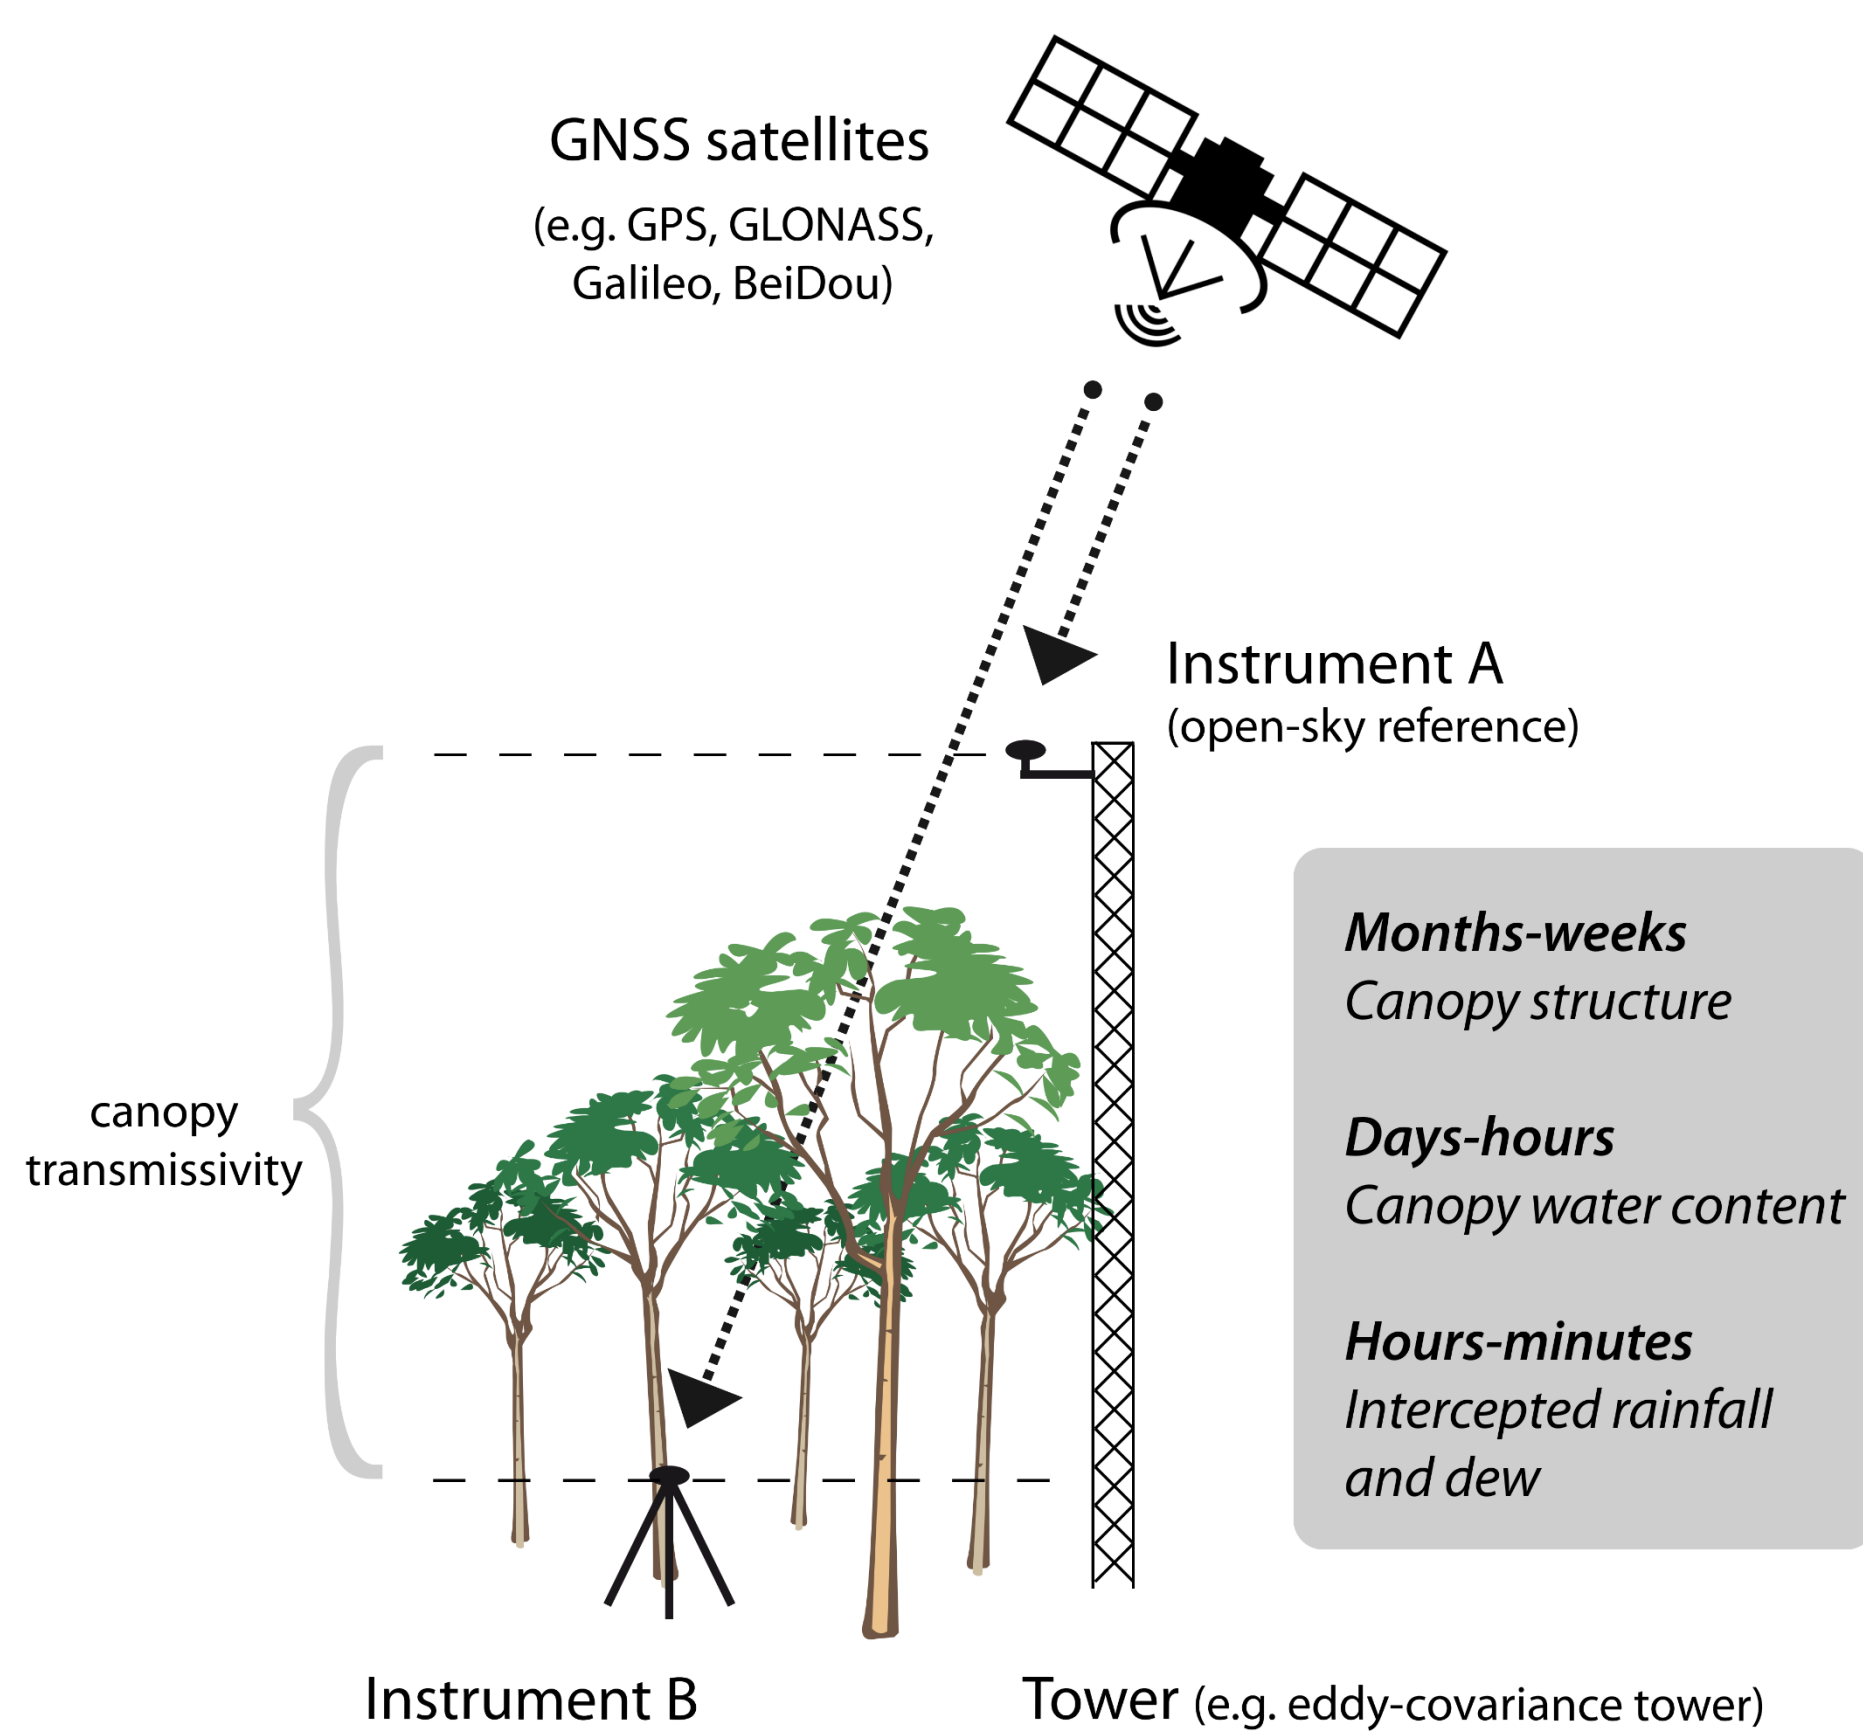 GNSS satellites
(e.g. GPS, GLONASS,
Galileo, BeiDou)
Instrument A
(open-sky reference)
canopy
transmissivity
Months-weeks
Canopy structure
Days-hours
Canopy water content
Hours-minutes
Intercepted rainfall
and dew
Instrument B
Tower (e.g. eddy-covariance tower)